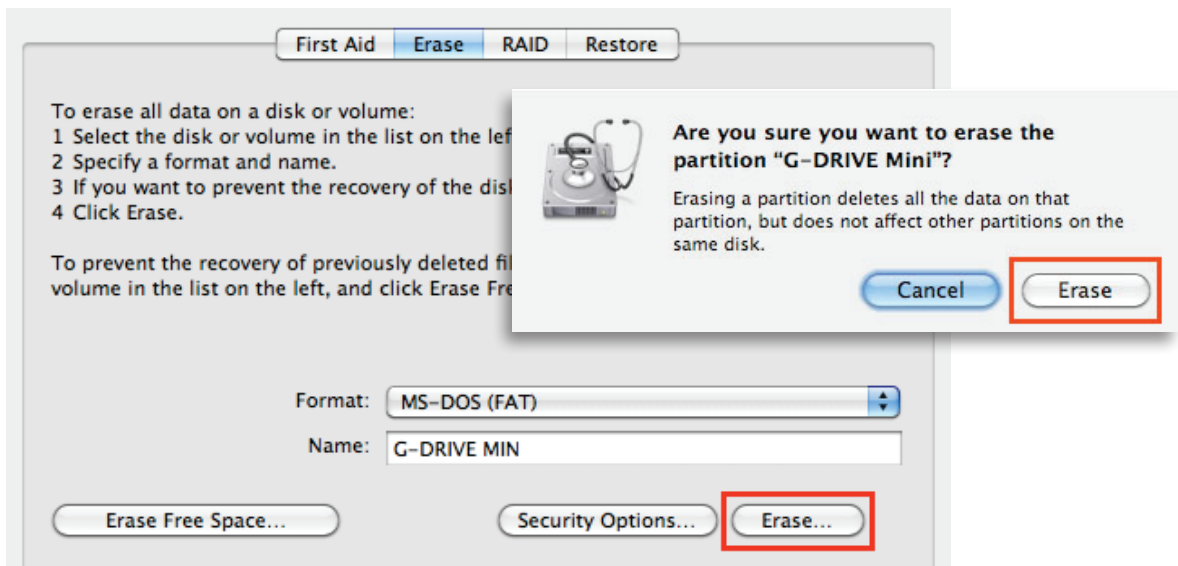 First Aid Erase RAID Restore
To erase all data on a disk or volume:
1 Select the disk or volume in the list on the left
2 Specify a format and name.
3 If you want to prevent the recovery of the
4 Click Erase.
To prevent the recovery of previously deleted
volume in the list on the left, and click Erase
Are you sure you want to erase the
partition “G-DRIVE Mini”?
Erasing a partition deletes all the data on that
partition, but does not affect other partitions on the
same disk.
Cancel Erase
Format: MS-DOS (FAT)
Name: G-DRIVE MIN
Erase Free Space... Security Options... Erase...